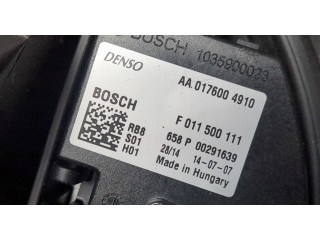 BOSCH 1035900023
DENSO
AA 017600 4910
BOSCH
F 011 500 111
RB8
S01
H01
658 P 00291639
28/14 14-07-07
Made in Hungary